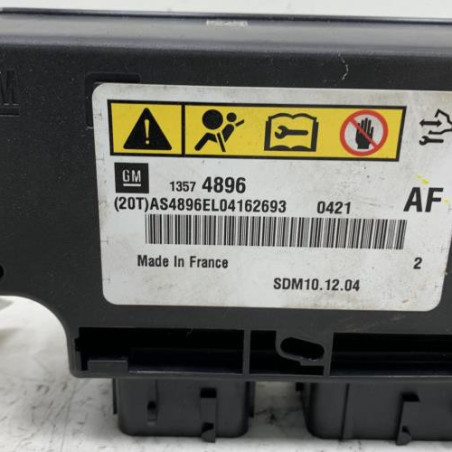 GM 1357 4896
(20T)AS4896EL04162693 0421 AF
Made In France 2
SDM10.12.04